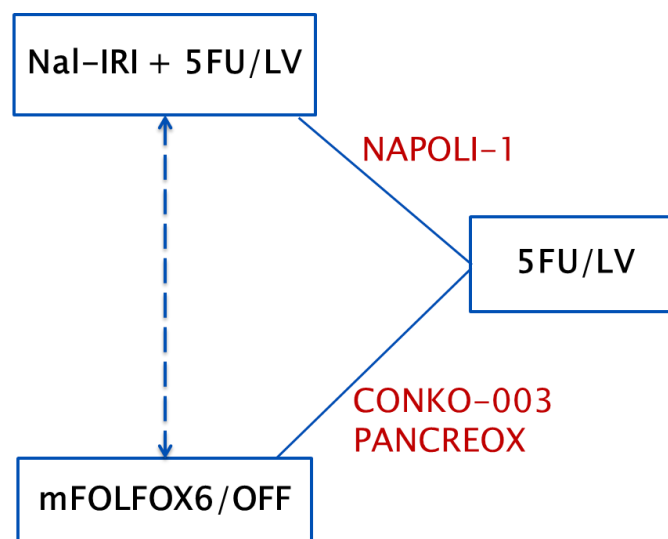 Nal-IRI + 5FU/LV
NAPOLI-1
5FU/LV
CONKO-003
PANCREOX
mFOLFOX6/OFF